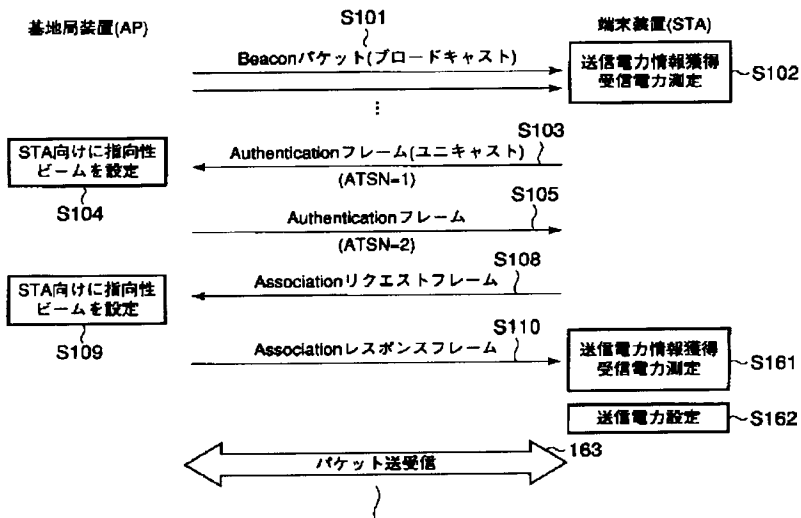 S101
基地局装置(AP)
端末装置(STA)
Beaconパケット(ブロードキャスト)
送信電力情報獲得
受信電力測定
S102
⋮
S103
STA向けに指向性
ビームを設定
Authenticationフレーム(ユニキャスト)
(ATSN=1)
S104
S105
Authenticationフレーム
(ATSN=2)
S108
STA向けに指向性
ビームを設定
Associationリクエストフレーム
S109
S110
Associationレスポンスフレーム
送信電力情報獲得
受信電力測定
S161
送信電力設定
S162
163
パケット送受信